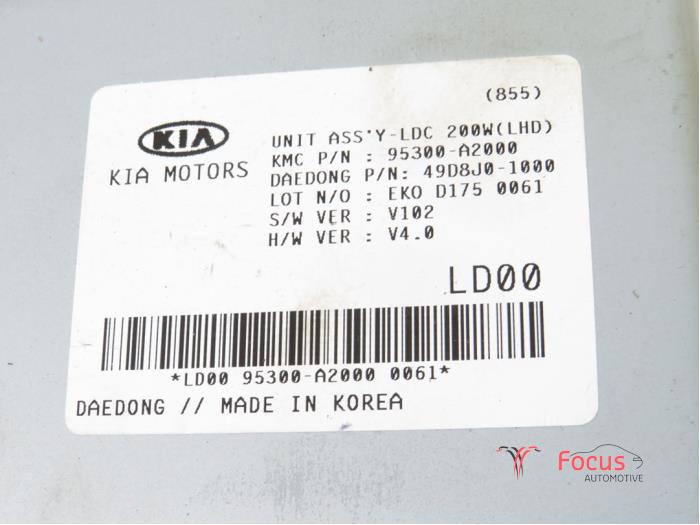 (855)
KIA
KIA MOTORS
UNIT ASS'Y-LDC 200W(LHD)
KMC P/N : 95300-A2000
DAEDONG P/N: 49D8J0-1000
LOT N/O : EKO D175 0061
S/W VER : V102
H/W VER : V4.0
LD00
*LD00 95300-A2000 0061*
DAEDONG // MADE IN KOREA
Focus
AUTOMOTIVE